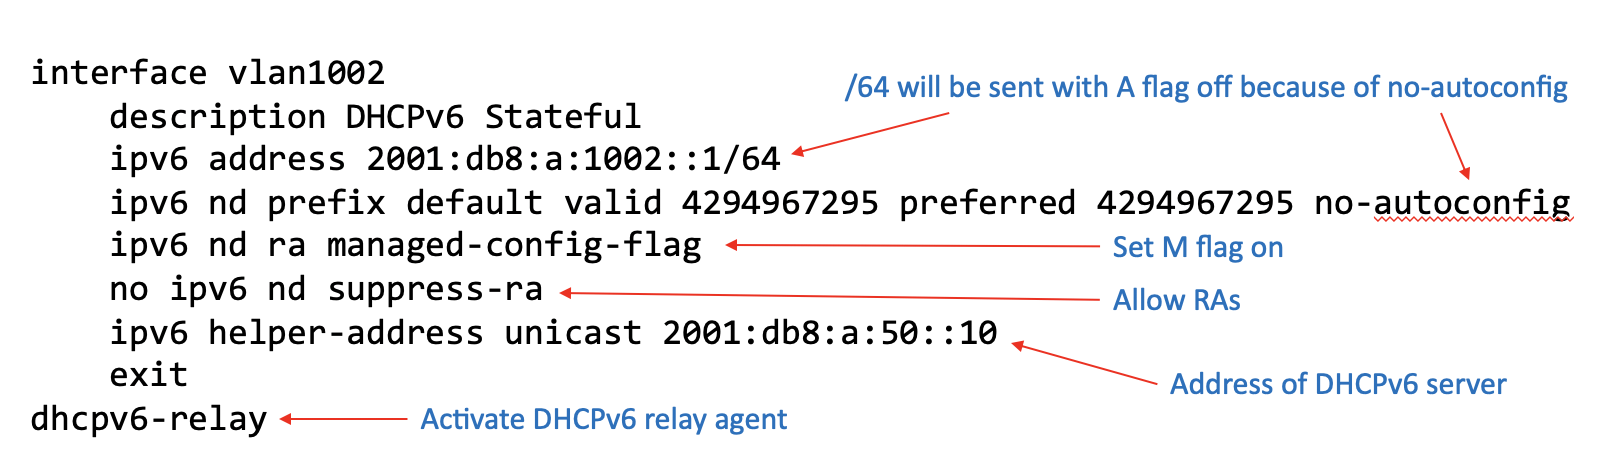 interface vlan1002
/64 will be sent with A flag off because of no-autoconfig
description DHCPv6 Stateful
ipv6 address 2001:db8:a:1002::1/64
ipv6 nd prefix default valid 4294967295 preferred 4294967295 no-autoconfig
ipv6 nd ra managed-config-flag
Set M flag on
no ipv6 nd suppress-ra
Allow RAs
ipv6 helper-address unicast 2001:db8:a:50::10
exit
Address of DHCPv6 server
dhcpv6-relay
Activate DHCPv6 relay agent